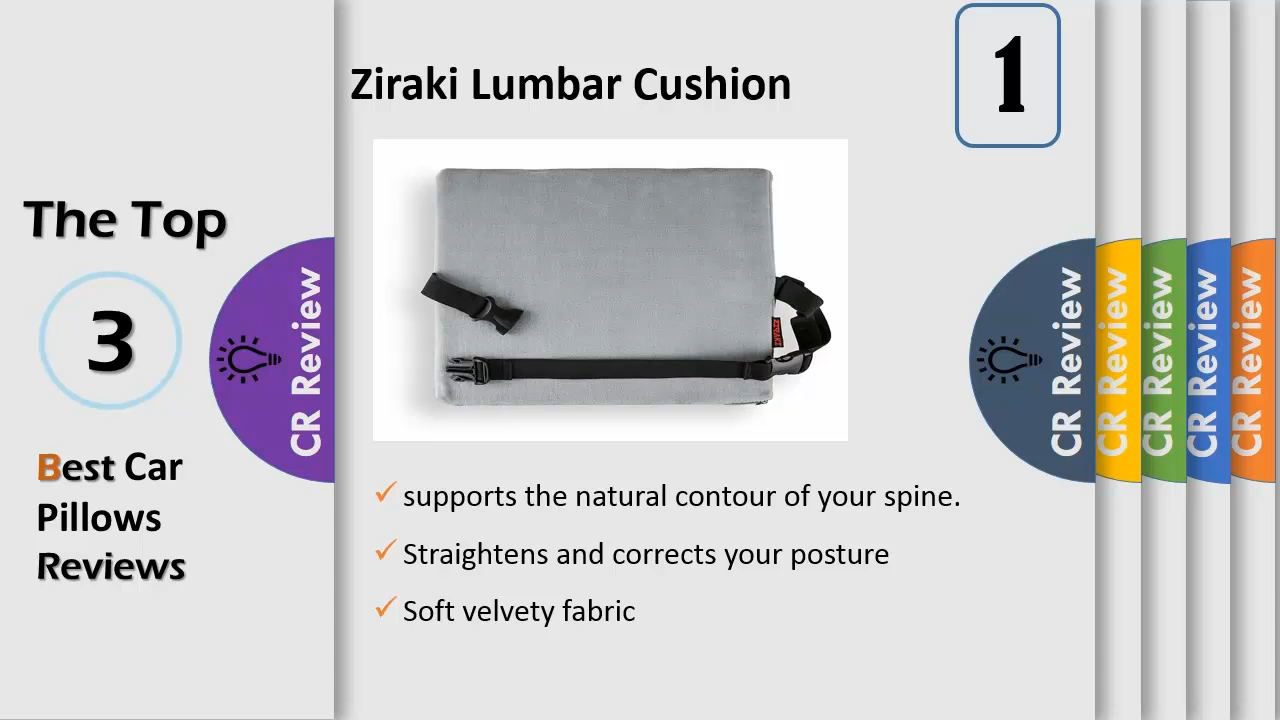 Ziraki Lumbar Cushion
1
The Top
3
Best Car
Pillows
Reviews
CR Review
ZIRAKI
supports the natural contour of your spine.
Straightens and corrects your posture
Soft velvety fabric
CR Review
CR Review
CR Review
CR Review
CR Review